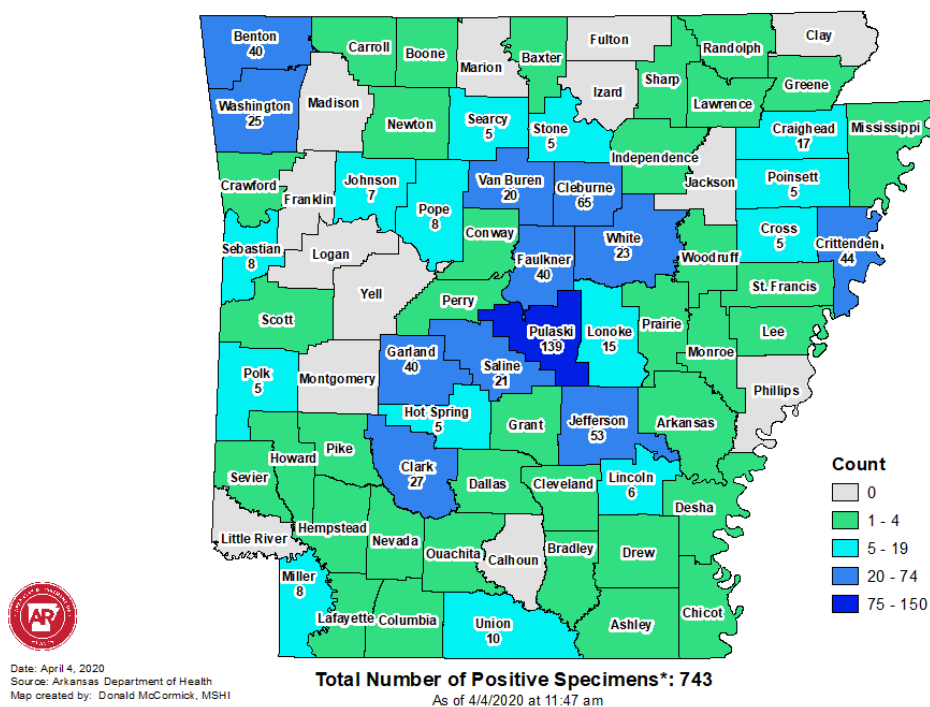 Benton
40
Carroll
Boone
Marion
Baxter
Fulton
Randolph
Clay
Izard
Sharp
Greene
Lawrence
Washington
25
Madison
Newton
Searcy
5
Stone
5
Independence
Craighead
17
Mississippi
Jackson
Poinsett
5
Crawford
Franklin
Johnson
7
Pope
8
Van Buren
20
Cleburne
65
Conway
White
23
Woodruff
Cross
5
Crittenden
44
Sebastian
8
Logan
Faulkner
40
St. Francis
Yell
Perry
Scott
Pulaski
139
Lonoke
15
Prairie
Monroe
Lee
Garland
40
Saline
21
Polk
5
Montgomery
Phillips
Hot Spring
5
Grant
Jefferson
53
Arkansas
Howard
Pike
Clark
27
Sevier
Dallas
Cleveland
Lincoln
6
Desha
Little River
Hempstead
Nevada
Ouachita
Calhoun
Bradley
Drew
Miller
8
Lafayette
Columbia
Union
10
Ashley
Chicot
Count
0
1 - 4
5 - 19
20 - 74
75 - 150
AR
Date: April 4, 2020
Source: Arkansas Department of Health
Map created by: Donald McCormick, MSHI
Total Number of Positive Specimens*: 743
As of 4/4/2020 at 11:47 am